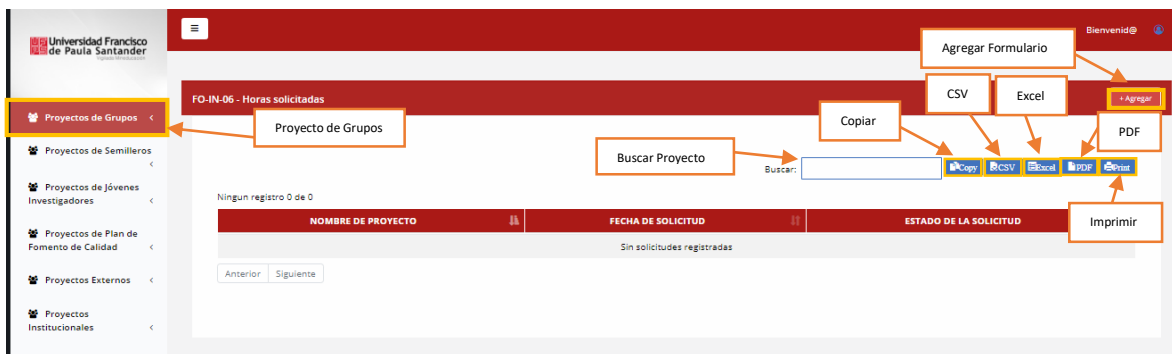 Universidad Francisco
de Paula Santander
Vigilada Mineducación
Bienvenid@
Agregar Formulario
FO-IN-06 - Horas solicitadas
CSV
Excel
+ Agregar
Proyectos de Grupos
Proyecto de Grupos
Copiar
PDF
Proyectos de Semilleros
Buscar Proyecto
Buscar:
Copy
CSV
Excel
PDF
Print
Proyectos de Jóvenes
Investigadores
Ningun registro 0 de 0
NOMBRE DE PROYECTO
FECHA DE SOLICITUD
ESTADO DE LA SOLICITUD
Imprimir
Proyectos de Plan de
Fomento de Calidad
Sin solicitudes registradas
Anterior
Siguiente
Proyectos Externos
Proyectos
Institucionales